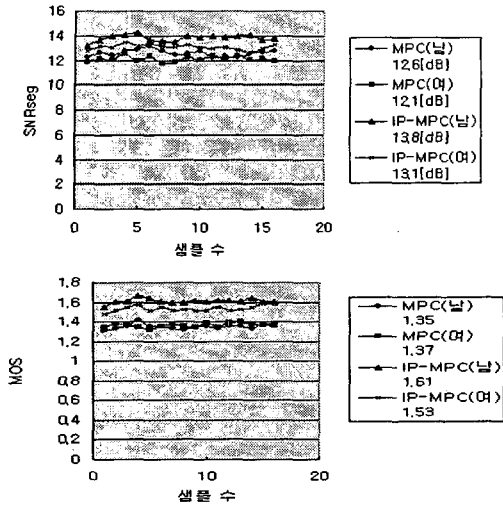 16
14
12
10
8
6
4
2
0
SNRseg
0 5 10 15 20
샘플 수
MPC(남)
12,6[dB]
MPC(여)
12,1[dB]
IP-MPC(남)
13,8[dB]
IP-MPC(여)
13,1[dB]
1,8
1,6
1,4
1,2
1
0,8
0,6
0,4
0,2
0
MOS
0 10 20
샘플 수
MPC(남)
1,35
MPC(여)
1,37
IP-MPC(남)
1,61
IP-MPC(여)
1,53